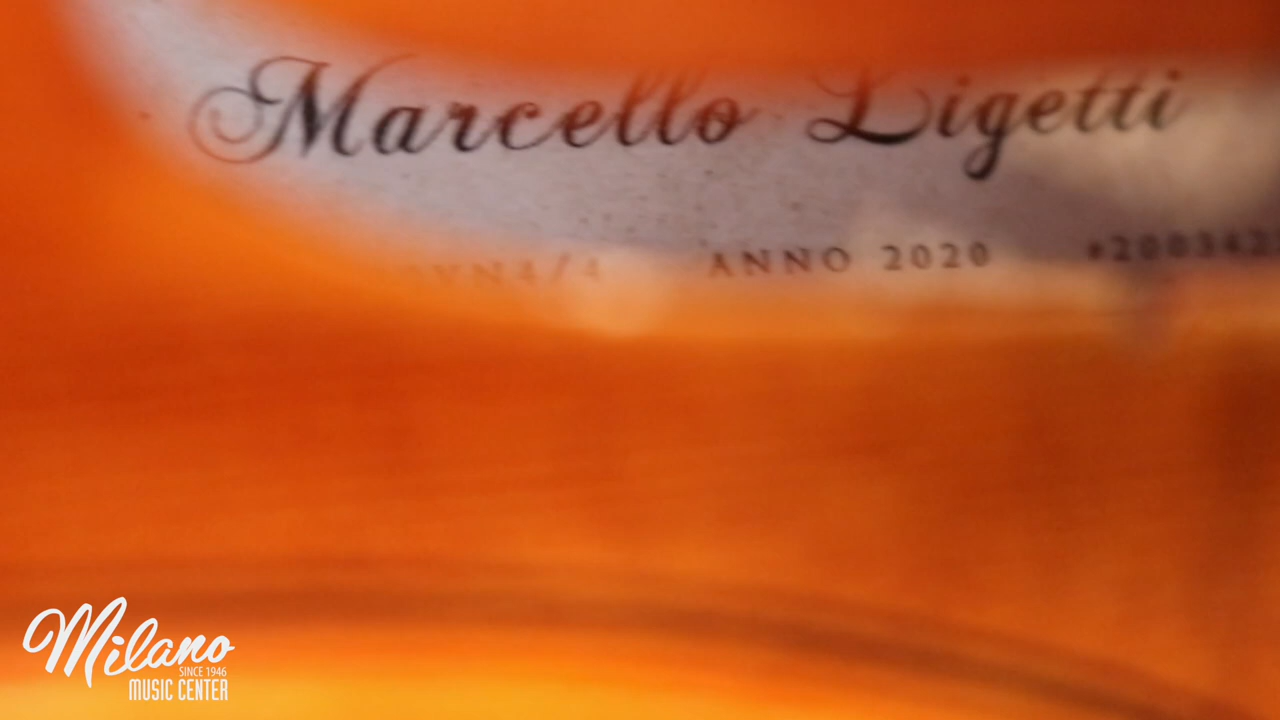 Marcello Ligetti
ANNO 2020
Milano
SINCE 1946
MUSIC CENTER